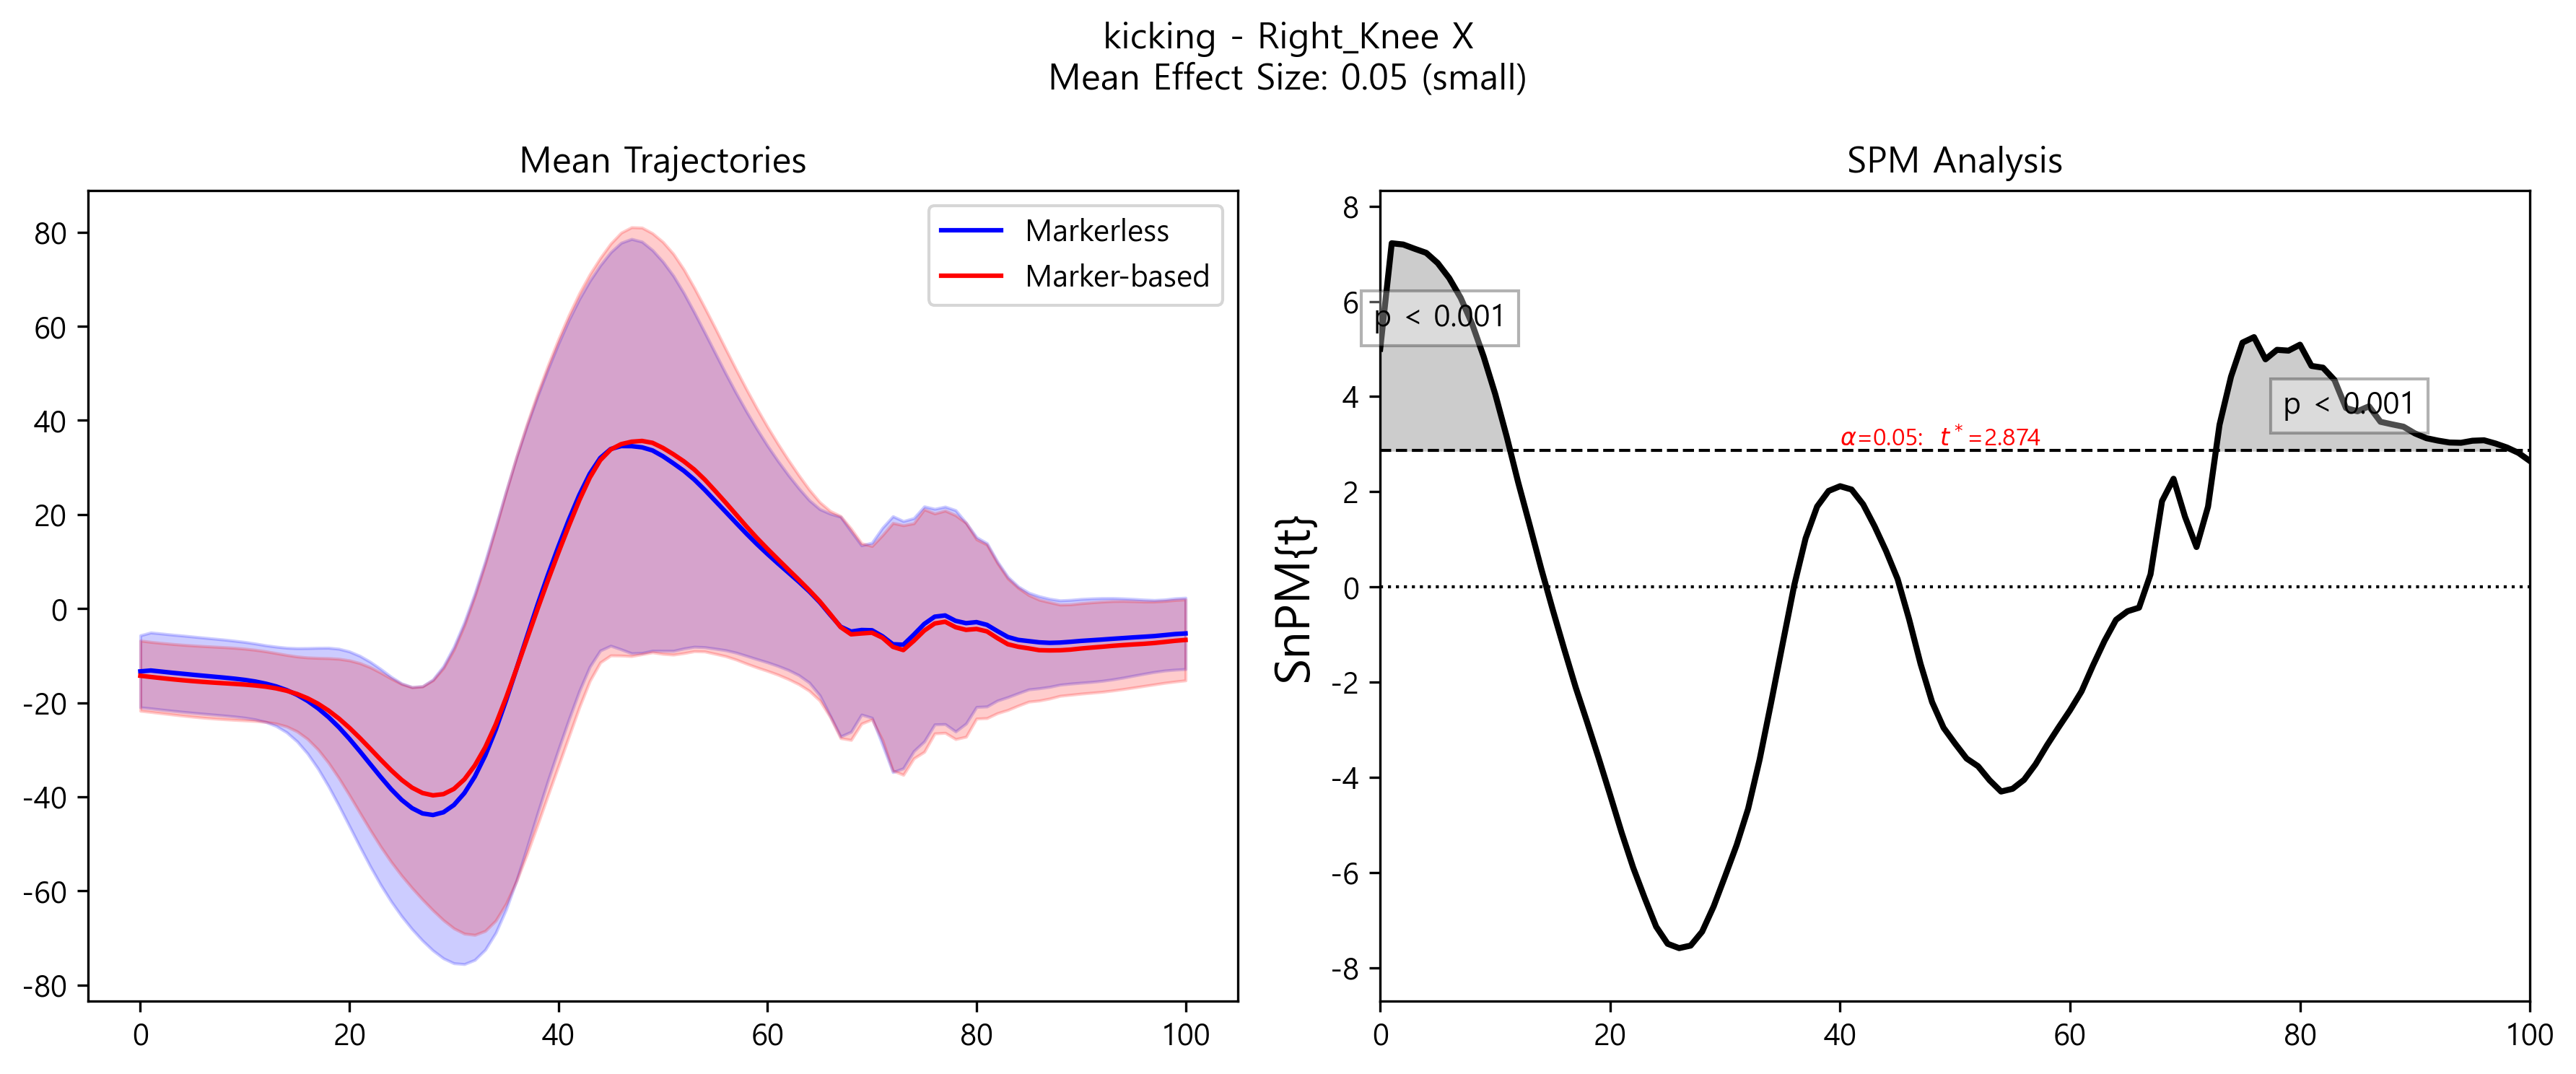 kicking - Right_Knee X
Mean Effect Size: 0.05 (small)
Mean Trajectories
80
60
40
20
0
-20
-40
-60
-80
0 20 40 60 80 100
Markerless
Marker-based
SPM Analysis
SnPM{t}
8
6
4
2
0
-2
-4
-6
-8
0 20 40 60 80 100
p < 0.001
α=0.05: t*=2.874
p < 0.001